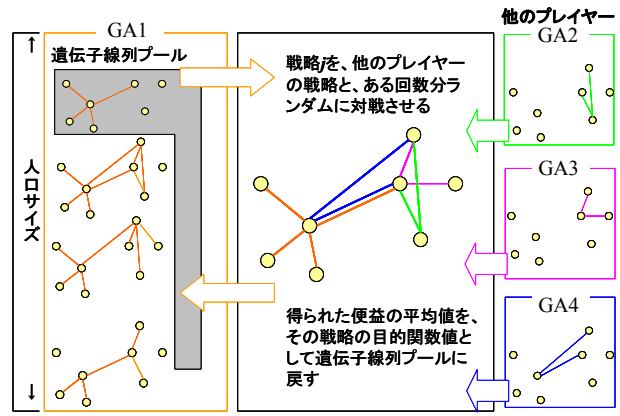 GA1
遺伝子線列プール
人口サイズ
戦略jを、他のプレイヤー
の戦略と、ある回数分ラ
ンダムに対戦させる
得られた便益の平均値を、
その戦略の目的関数値と
して遺伝子線列プールに
戻す
他のプレイヤー
GA2
GA3
GA4